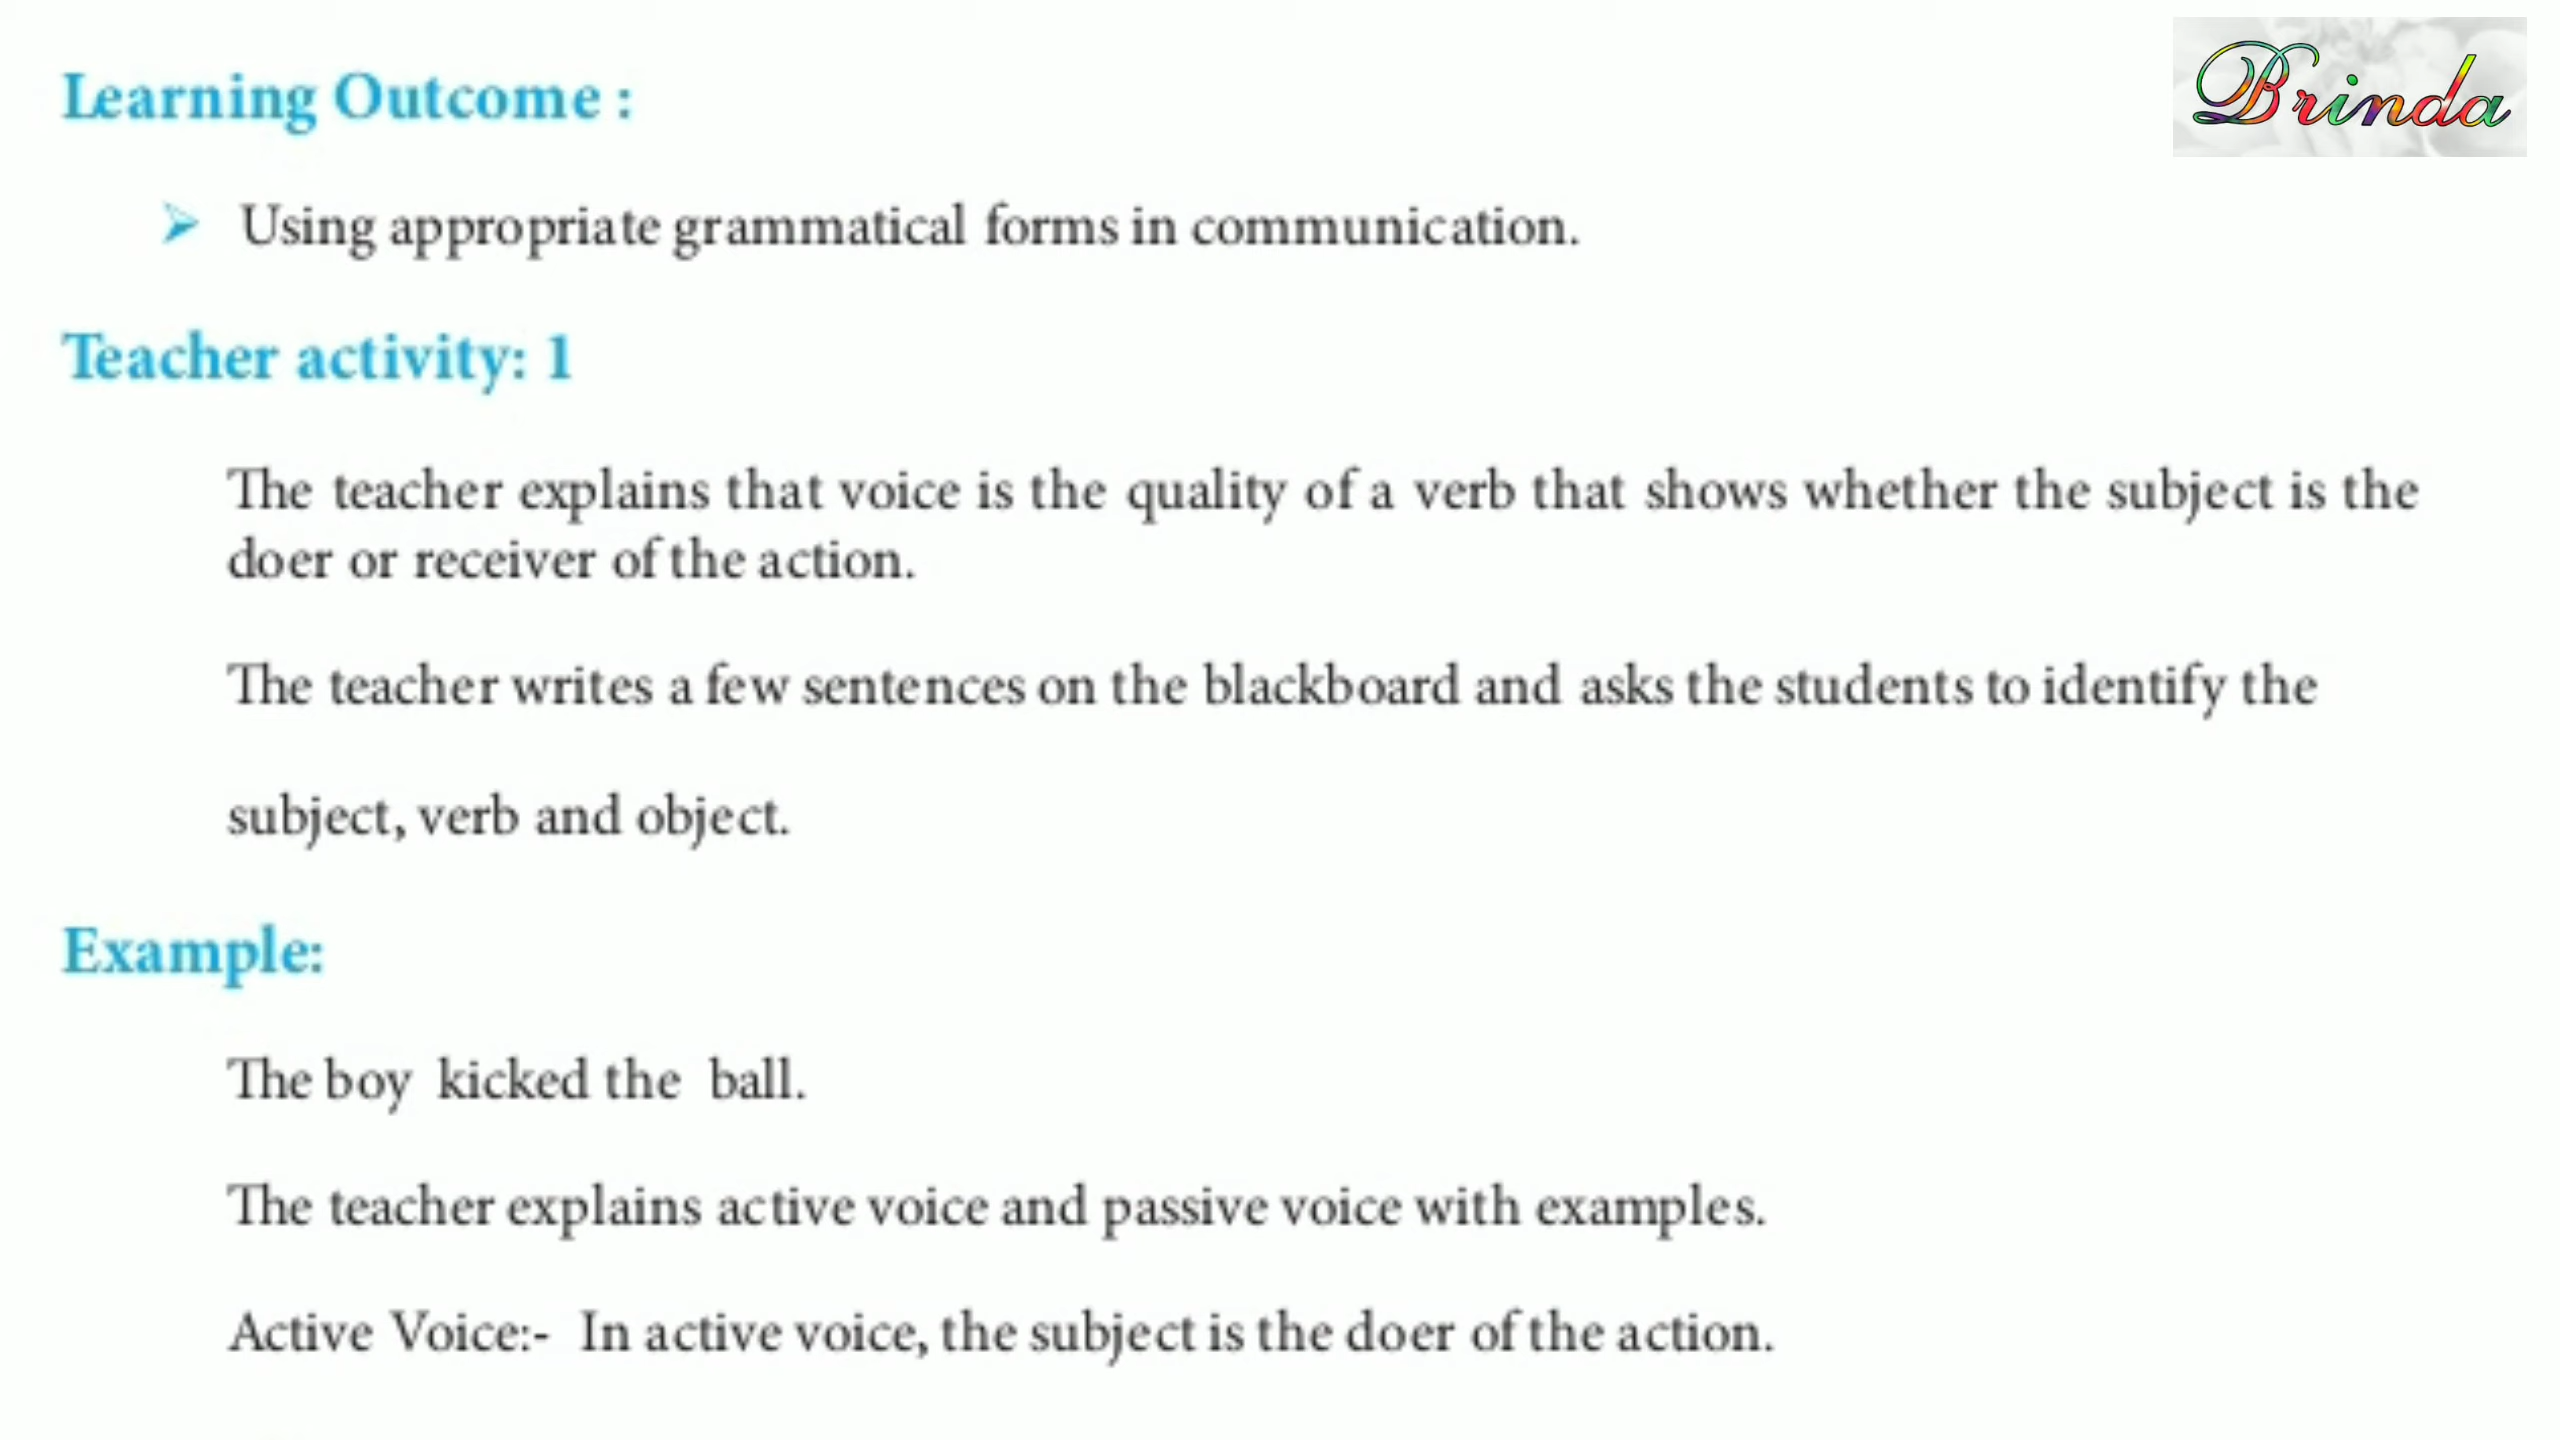 Brinda
Learning Outcome :
➢ Using appropriate grammatical forms in communication.
Teacher activity: 1
The teacher explains that voice is the quality of a verb that shows whether the subject is the
doer or receiver of the action.
The teacher writes a few sentences on the blackboard and asks the students to identify the
subject, verb and object.
Example:
The boy kicked the ball.
The teacher explains active voice and passive voice with examples.
Active Voice:- In active voice, the subject is the doer of the action.